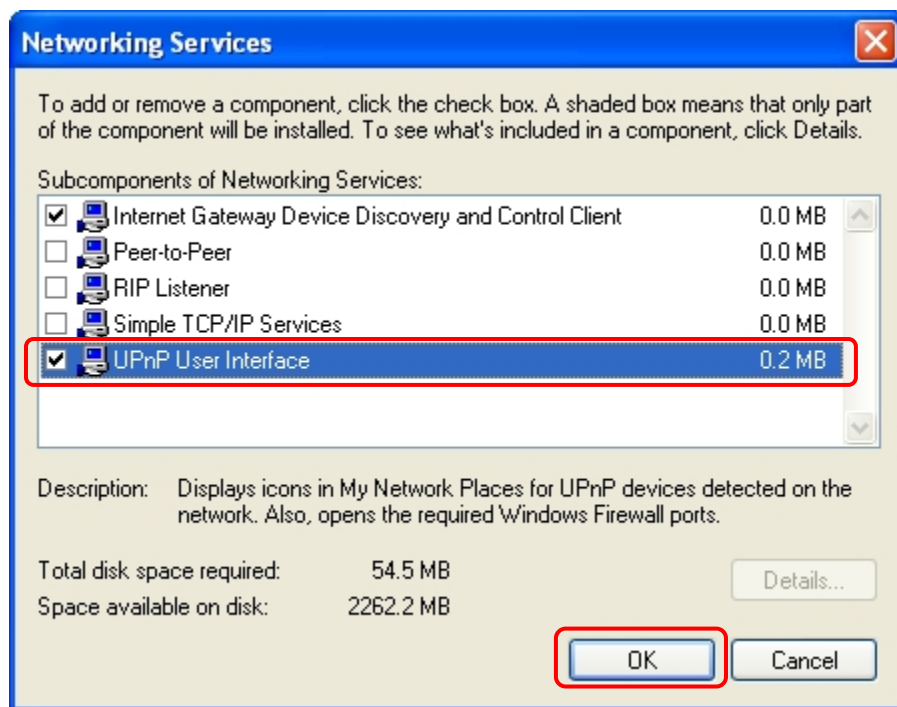 Networking Services
To add or remove a component, click the check box. A shaded box means that only part
of the component will be installed. To see what's included in a component, click Details.
Subcomponents of Networking Services:
Internet Gateway Device Discovery and Control Client 0.0 MB
Peer-to-Peer 0.0 MB
RIP Listener 0.0 MB
Simple TCP/IP Services 0.0 MB
UPnP User Interface 0.2 MB
Description: Displays icons in My Network Places for UPnP devices detected on the
network. Also, opens the required Windows Firewall ports.
Total disk space required: 54.5 MB
Space available on disk: 2262.2 MB
Details...
OK Cancel